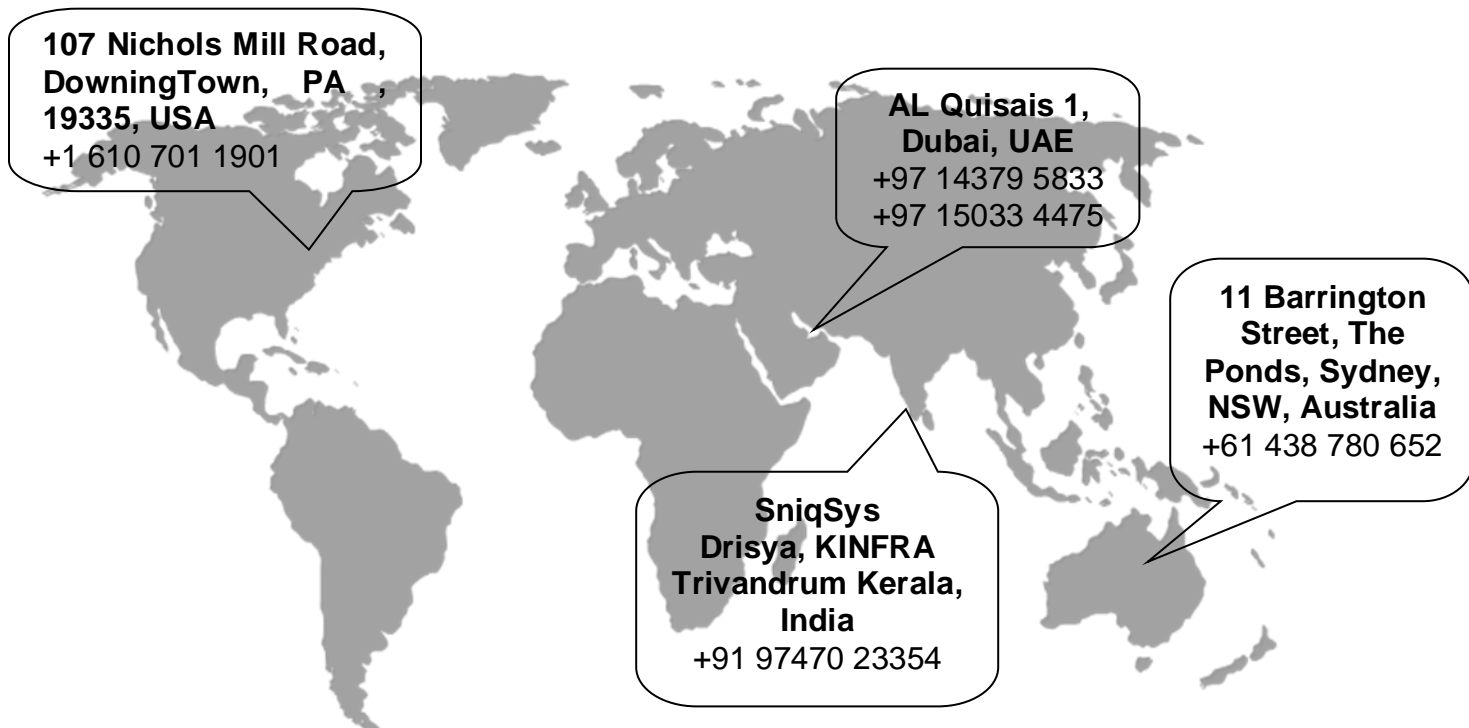 107 Nichols Mill Road,
DowningTown, PA ,
19335, USA
+1 610 701 1901
AL Quisais 1,
Dubai, UAE
+97 14379 5833
+97 15033 4475
11 Barrington
Street, The
Ponds, Sydney,
NSW, Australia
+61 438 780 652
SniqSys
Drisya, KINFRA
Trivandrum Kerala,
India
+91 97470 23354